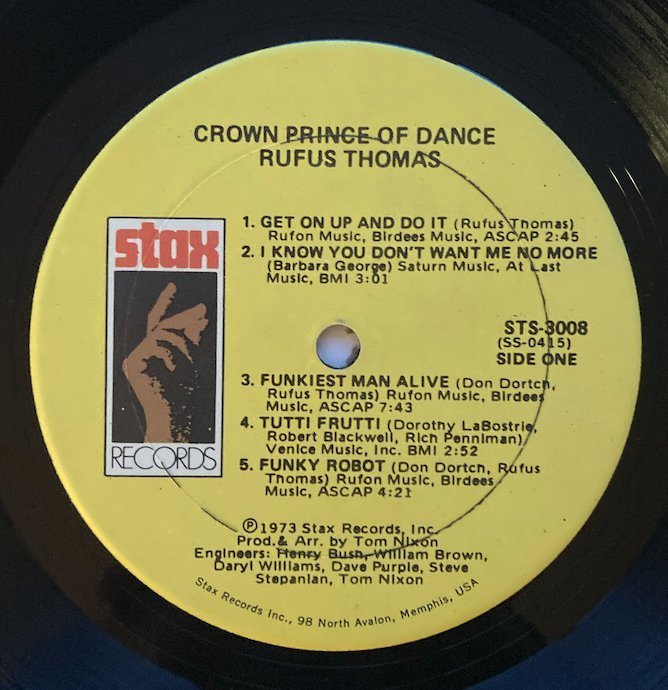 CROWN PRINCE OF DANCE
RUFUS THOMAS
stax
RECORDS
1. GET ON UP AND DO IT (Rufus Thomas)
Rufon Music, Birdees Music, ASCAP 2:45
2. I KNOW YOU DON'T WANT ME NO MORE
(Barbara George) Saturn Music, At Last
Music, BMI 3:01
STS-3008
(SS-0415)
SIDE ONE
3. FUNKIEST MAN ALIVE (Don Dortch,
Rufus Thomas) Rufon Music, Birdees
Music, ASCAP 7:43
4. TUTTI FRUTTI (Dorothy LaBostrie,
Robert Blackwell, Rich Penniman)
Venice Music, Inc. BMI 2:52
5. FUNKY ROBOT (Don Dortch, Rufus
Thomas) Rufon Music, Birdees
Music, ASCAP 4:21
℗1973 Stax Records, Inc.
Prod.& Arr. by Tom Nixon
Engineers: Henry Bush, William Brown,
Daryl Williams, Dave Purple, Steve
Stepanian, Tom Nixon
Stax Records Inc., 98 North Avalon, Memphis, USA